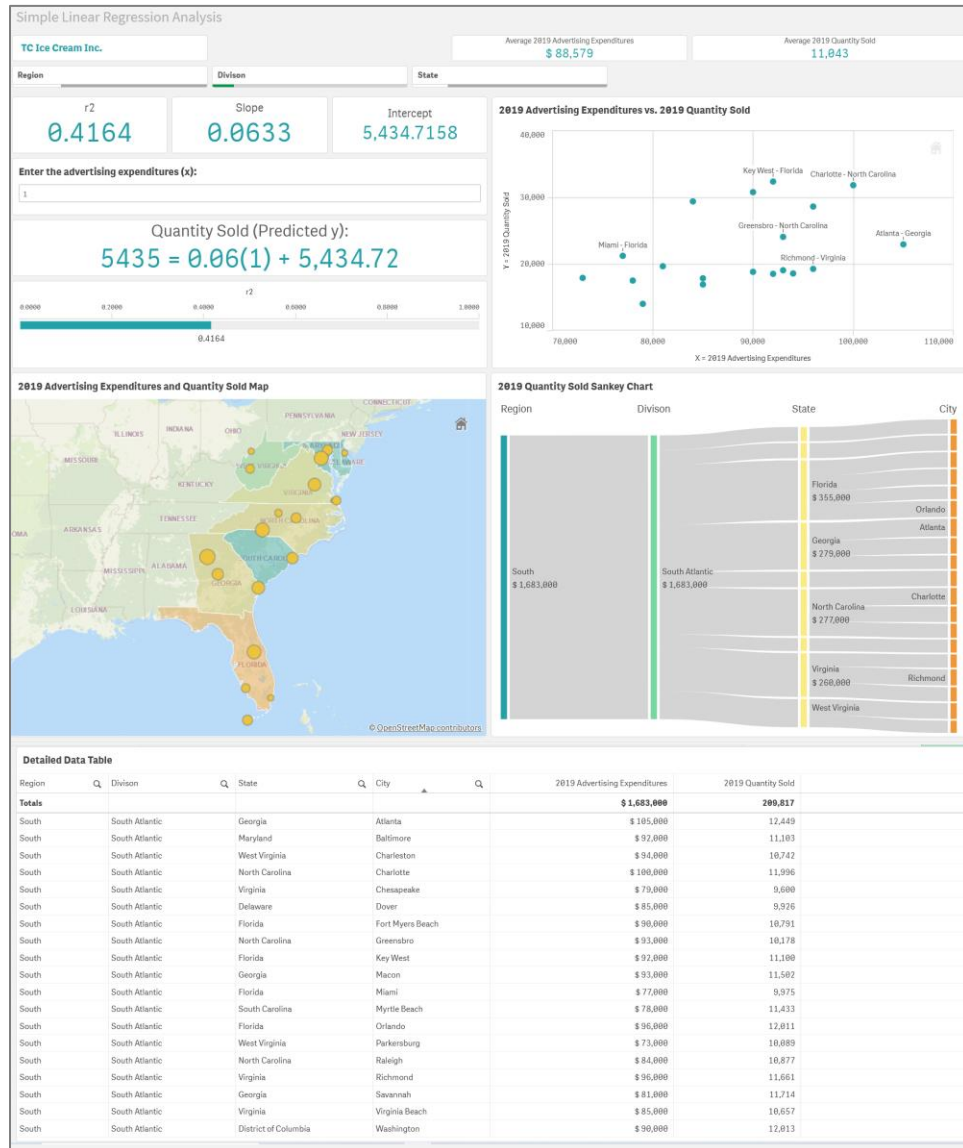 Simple Linear Regression Analysis
TC Ice Cream Inc.
Average 2019 Advertising Expenditures
$ 88,579
Average 2019 Quantity Sold
11,043
Region
Divison
State
r2
0.4164
Slope
0.0633
Intercept
5,434.7158
Enter the advertising expenditures (x):
1
Quantity Sold (Predicted y):
5435 = 0.06(1) + 5,434.72
r2
0.0000 0.2000 0.4000 0.6000 0.8000 1.0000
0.4164
2019 Advertising Expenditures vs. 2019 Quantity Sold
40,000
30,000
20,000
10,000
Y = 2019 Quantity Sold
Key West - Florida
Charlotte - North Carolina
Greensbro - North Carolina
Atlanta - Georgia
Miami - Florida
Richmond - Virginia
70,000 80,000 90,000 100,000 110,000
X = 2019 Advertising Expenditures
2019 Advertising Expenditures and Quantity Sold Map
CONNECTICUT
PENNSYLVANIA
ILLINOIS
INDIANA
OHIO
NEW JERSEY
MISSOURI
KENTUCKY
VIRGINIA
TENNESSEE
ARKANSAS
MISSISSIPPI
ALABAMA
GEORGIA
LOUISIANA
FLORIDA
© OpenStreetMap contributors
2019 Quantity Sold Sankey Chart
Region Divison State City
South
$ 1,683,000
South Atlantic
$ 1,683,000
Florida
$ 355,000
Georgia
$ 279,000
North Carolina
$ 277,000
Virginia
$ 260,000
West Virginia
Orlando
Atlanta
Charlotte
Richmond
Detailed Data Table
Region Divison State City 2019 Advertising Expenditures 2019 Quantity Sold
Totals $ 1,683,000 209,817
South South Atlantic Georgia Atlanta $ 105,000 12,449
South South Atlantic Maryland Baltimore $ 92,000 11,103
South South Atlantic West Virginia Charleston $ 94,000 10,742
South South Atlantic North Carolina Charlotte $ 100,000 11,996
South South Atlantic Virginia Chesapeake $ 79,000 9,600
South South Atlantic Delaware Dover $ 85,000 9,926
South South Atlantic Florida Fort Myers Beach $ 90,000 10,791
South South Atlantic North Carolina Greensbro $ 93,000 10,178
South South Atlantic Florida Key West $ 92,000 11,100
South South Atlantic Georgia Macon $ 93,000 11,502
South South Atlantic Florida Miami $ 77,000 9,975
South South Atlantic South Carolina Myrtle Beach $ 78,000 11,433
South South Atlantic Florida Orlando $ 96,000 12,011
South South Atlantic West Virginia Parkersburg $ 73,000 10,089
South South Atlantic North Carolina Raleigh $ 84,000 10,877
South South Atlantic Virginia Richmond $ 96,000 11,661
South South Atlantic Georgia Savannah $ 81,000 11,714
South South Atlantic Virginia Virginia Beach $ 85,000 10,657
South South Atlantic District of Columbia Washington $ 90,000 12,013